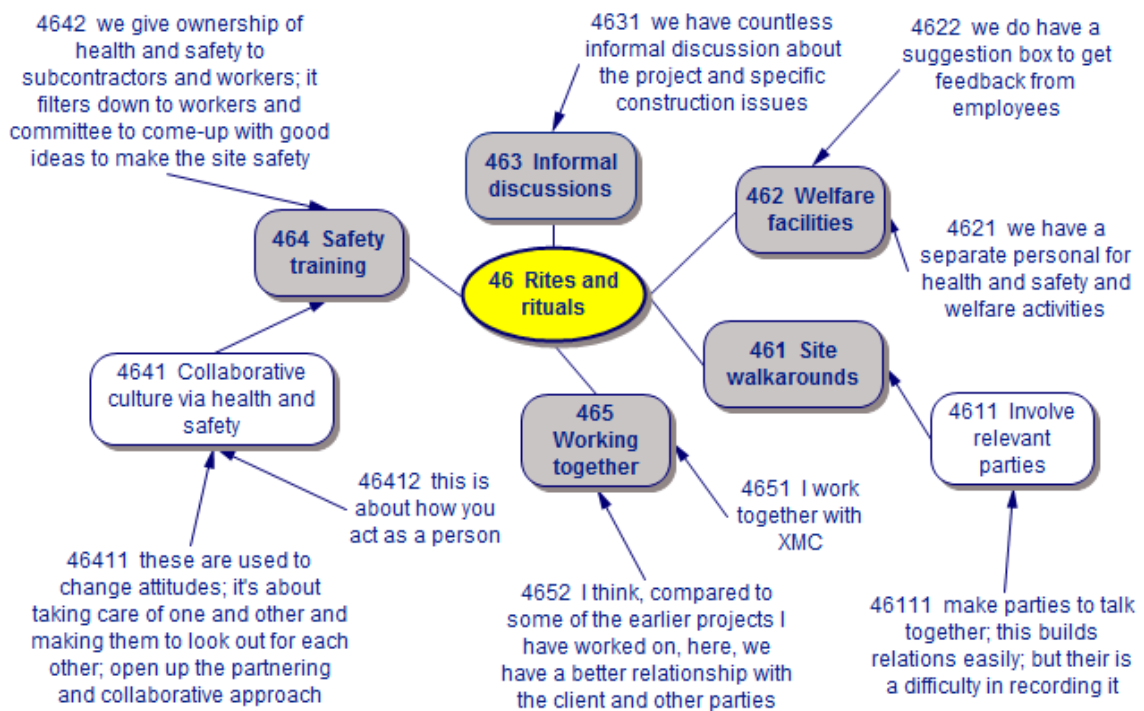 4642 we give ownership of
health and safety to
subcontractors and workers; it
filters down to workers and
committee to come-up with good
ideas to make the site safety
4631 we have countless
informal discussion about
the project and specific
construction issues
4622 we do have a
suggestion box to get
feedback from
employees
463 Informal
discussions
462 Welfare
facilities
464 Safety
training
4621 we have a
separate personal for
health and safety and
welfare activities
46 Rites and
rituals
461 Site
walkarounds
4641 Collaborative
culture via health and
safety
465
Working
together
4611 Involve
relevant
parties
46412 this is
about how you
act as a person
4651 I work
together with
XMC
46411 these are used to
change attitudes; it's about
taking care of one and other and
making them to look out for each
other; open up the partnering
and collaborative approach
4652 I think, compared to
some of the earlier projects I
have worked on, here, we
have a better relationship with
the client and other parties
46111 make parties to talk
together; this builds
relations easily; but their is
a difficulty in recording it